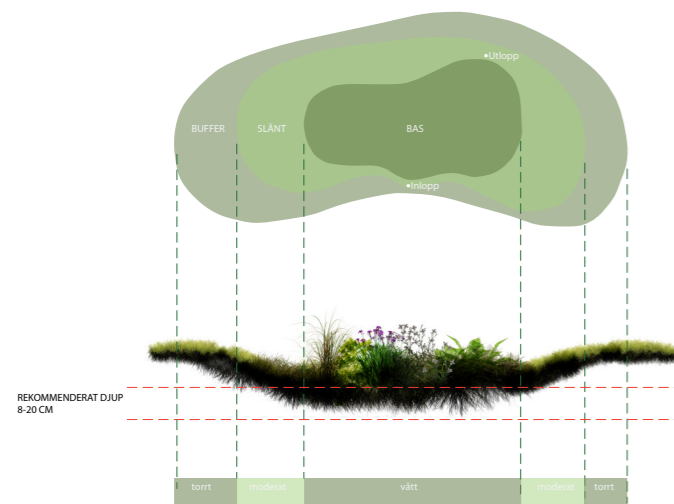 •Utlopp
BUFFER
SLÄNT
BAS
•Inlopp
REKOMMENDERAT DJUP
8-20 CM
torrt
moderat
vått
moderat
torrt